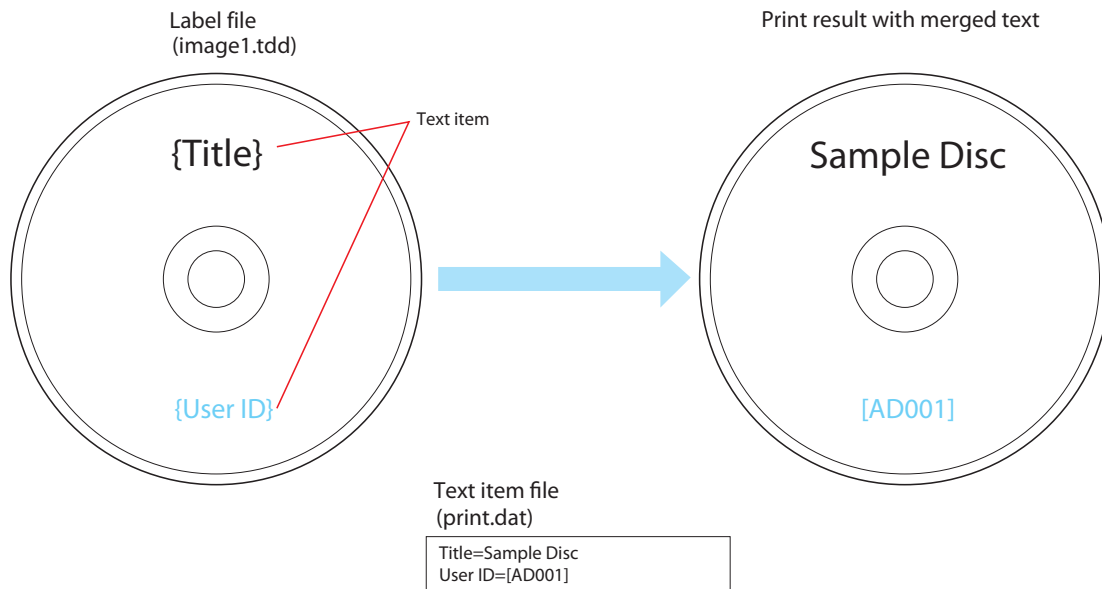 Label file
(image1.tdd)
Print result with merged text
Text item
{Title}
Sample Disc
{User ID}
[AD001]
Text item file
(print.dat)
Title=Sample Disc
User ID=[AD001]